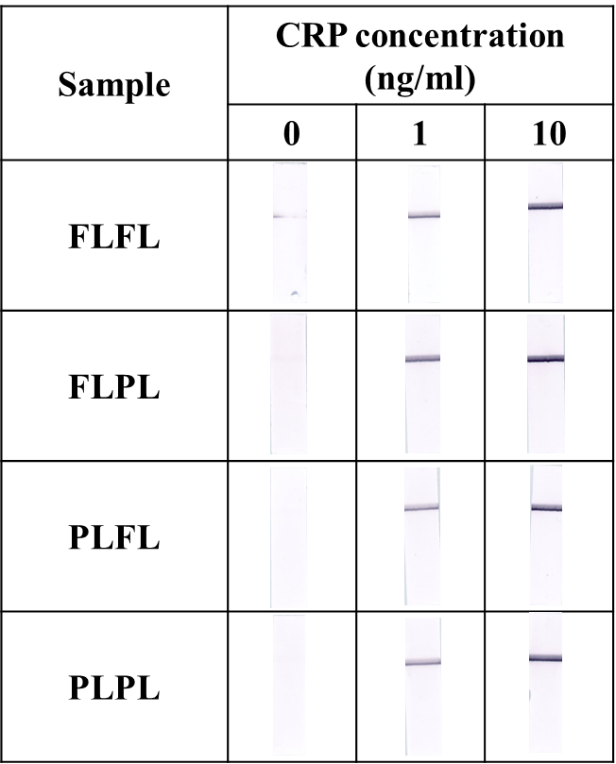 Sample
CRP concentration
(ng/ml)
0 1 10
FLFL
FLPL
PLFL
PLPL